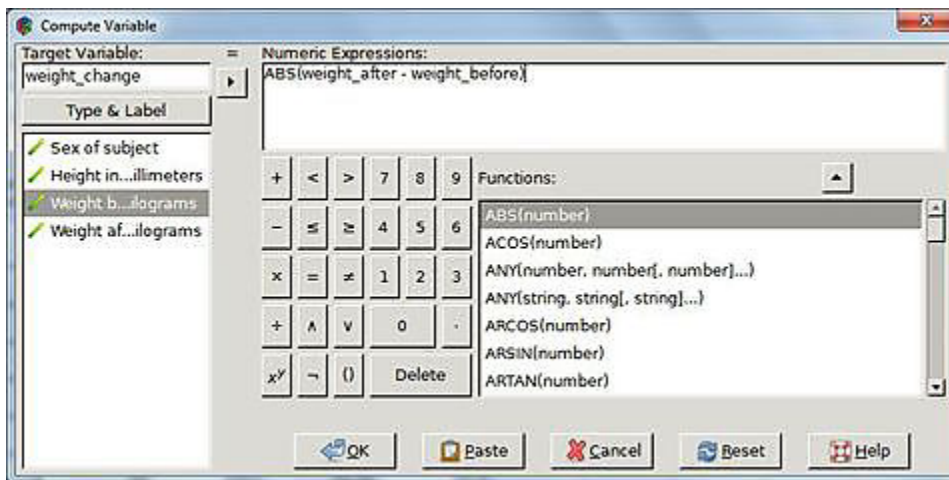 Compute Variable
Target Variable:
=
Numeric Expressions:
weight_change
ABS(weight_after - weight_before)
Type & Label
Sex of subject
Height in...illimeters
Weight b...ilograms
Weight af...ilograms
+ < > 7 8 9
Functions:
- ≤ ≥ 4 5 6
× = ≠ 1 2 3
÷ ∧ ∨ 0 .
xʸ ¬ () Delete
ABS(number)
ACOS(number)
ANY(number, number[, number]...)
ANY(string, string[, string]...)
ARCOS(number)
ARSIN(number)
ARTAN(number)
OK
Paste
Cancel
Reset
Help